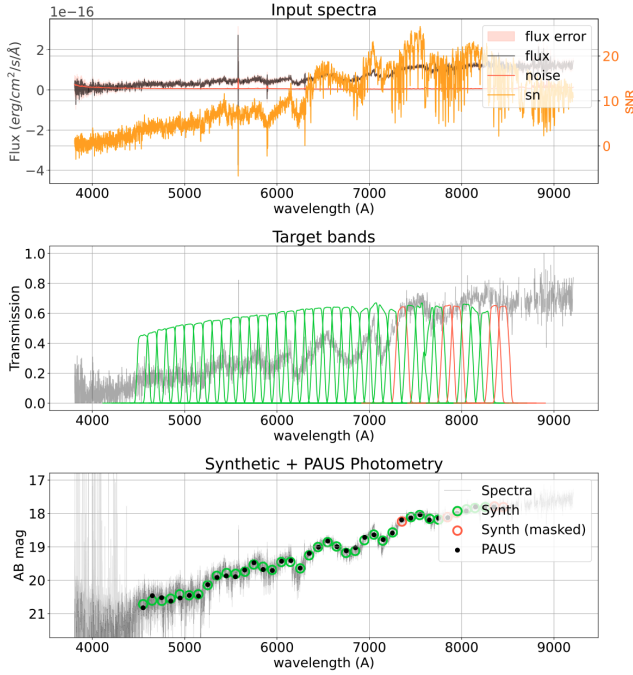 Input spectra
1e−16
2
0
−2
−4
Flux (erg/cm²/s/Å)
20
10
0
SNR
flux error
flux
noise
sn
4000 5000 6000 7000 8000 9000
wavelength (A)
Target bands
1.0
0.8
0.6
0.4
0.2
0.0
Transmission
4000 5000 6000 7000 8000 9000
wavelength (A)
Synthetic + PAUS Photometry
17
18
19
20
21
AB mag
Spectra
Synth
Synth (masked)
PAUS
4000 5000 6000 7000 8000 9000
wavelength (A)